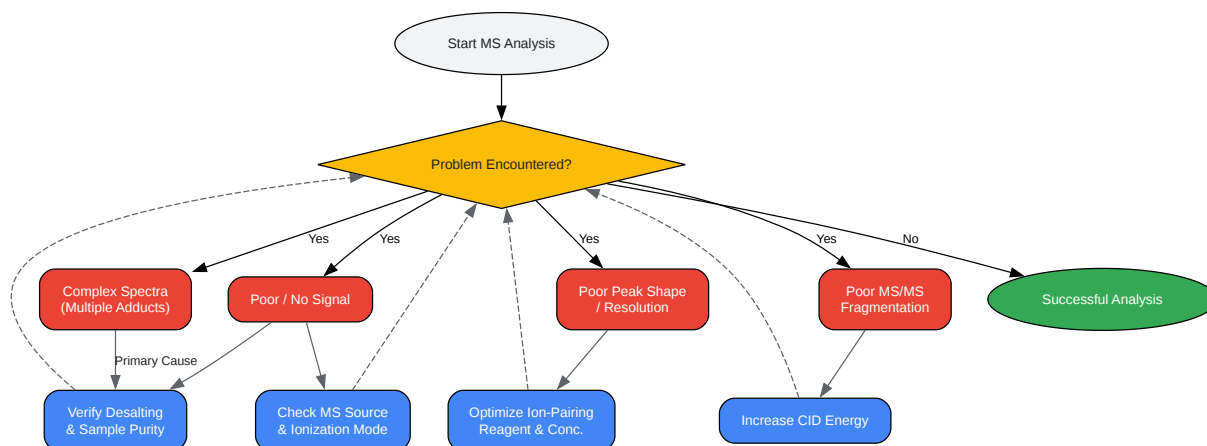 Start MS Analysis
Problem Encountered?
Yes
Yes
Yes
Yes
No
Complex Spectra
(Multiple Adducts)
Poor / No Signal
Poor Peak Shape
/ Resolution
Poor MS/MS
Fragmentation
Successful Analysis
Primary Cause
Verify Desalting
& Sample Purity
Check MS Source
& Ionization Mode
Optimize Ion-Pairing
Reagent & Conc.
Increase CID Energy